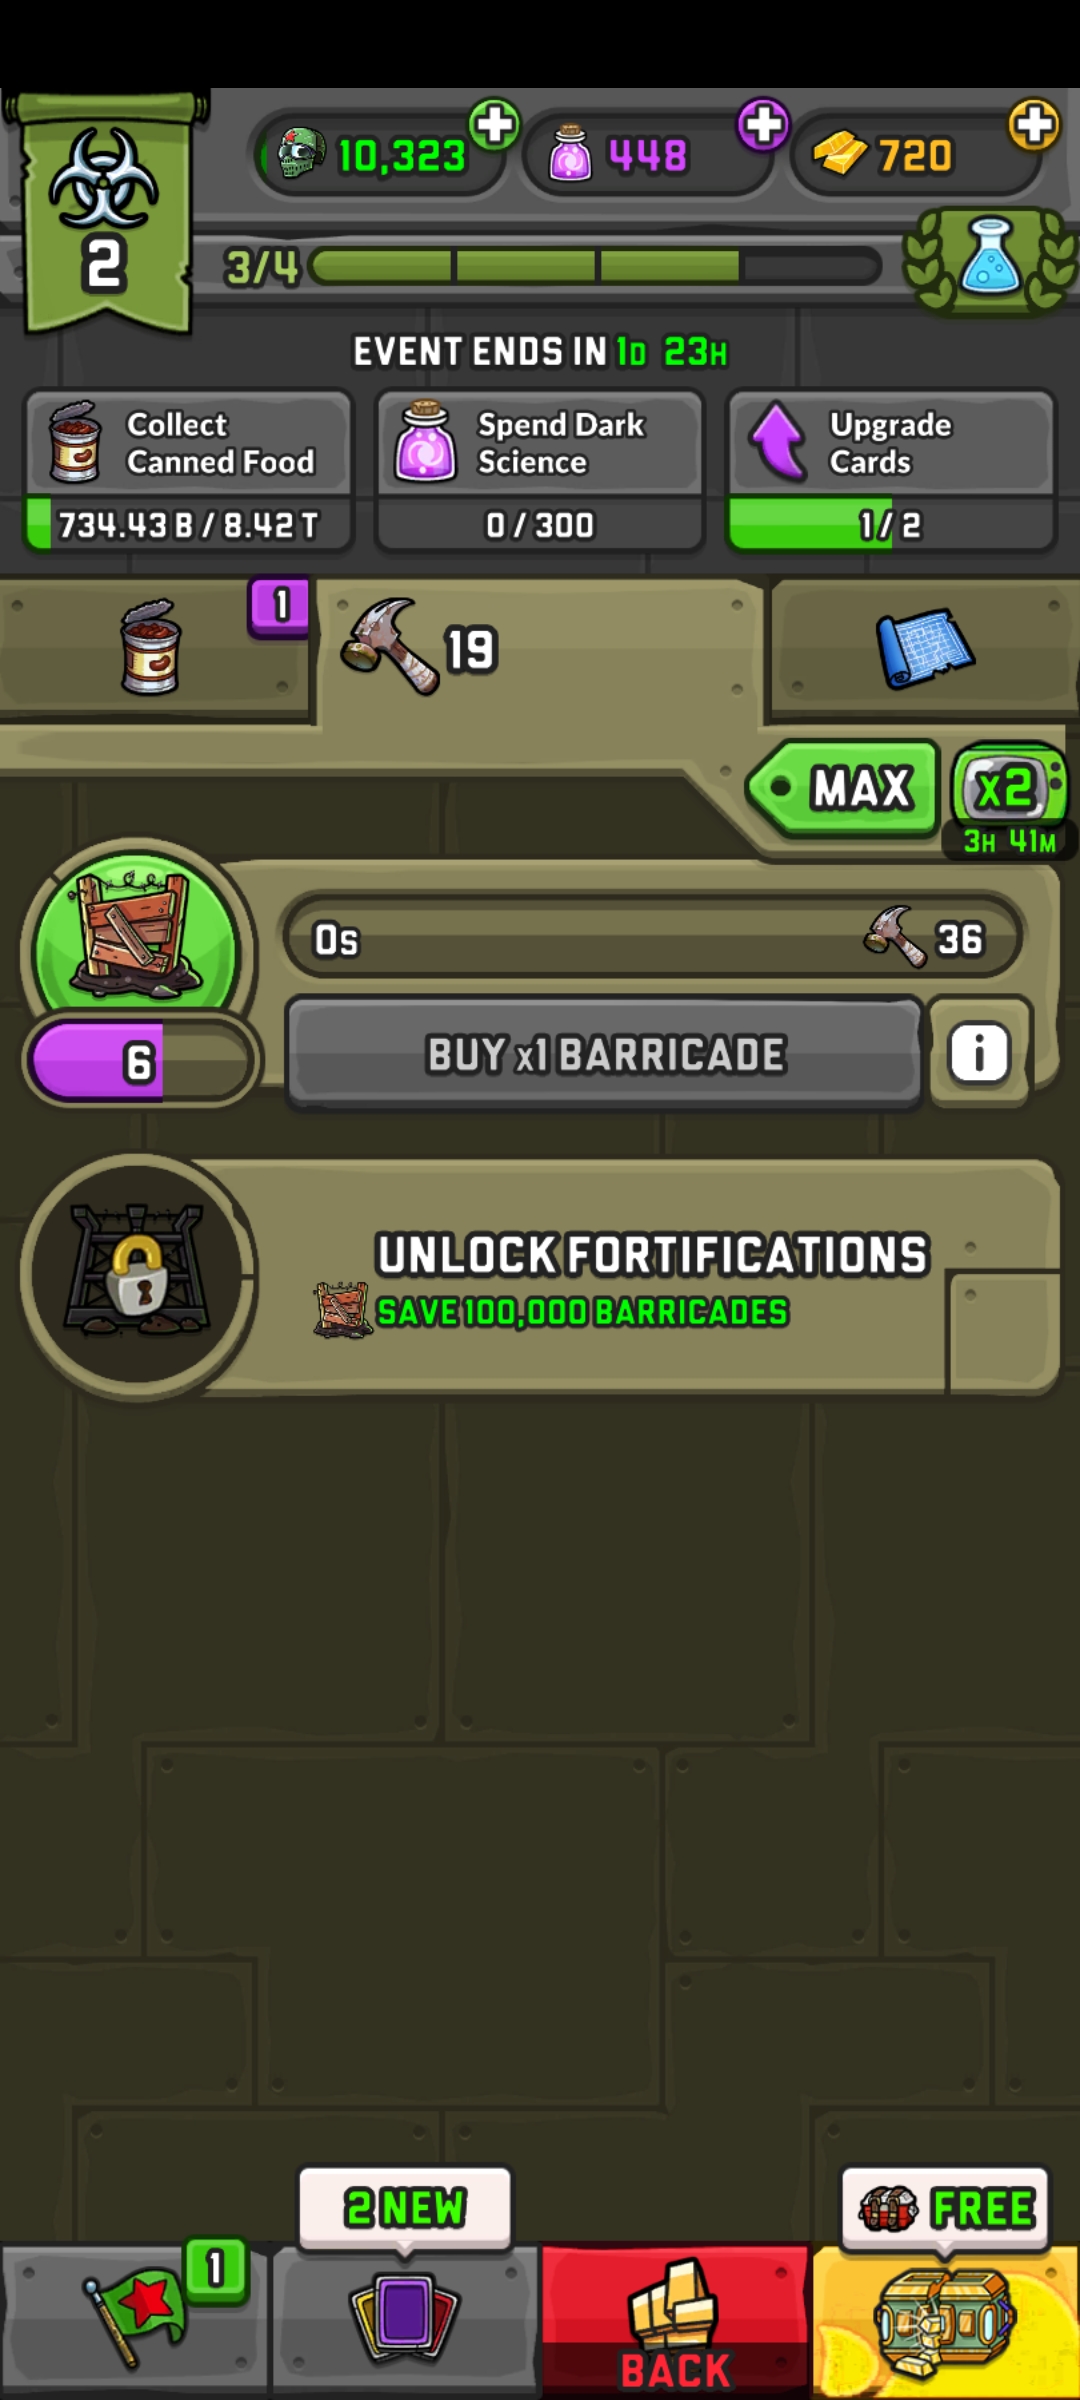 10,323
448
720
2
3/4
EVENT ENDS IN 1D 23H
Collect
Canned Food
734.43 B / 8.42 T
Spend Dark
Science
0 / 300
Upgrade
Cards
1 / 2
1
19
MAX
x2
3H 41M
0s
36
6
BUY x1 BARRICADE
i
UNLOCK FORTIFICATIONS
SAVE 100,000 BARRICADES
2 NEW
FREE
1
BACK